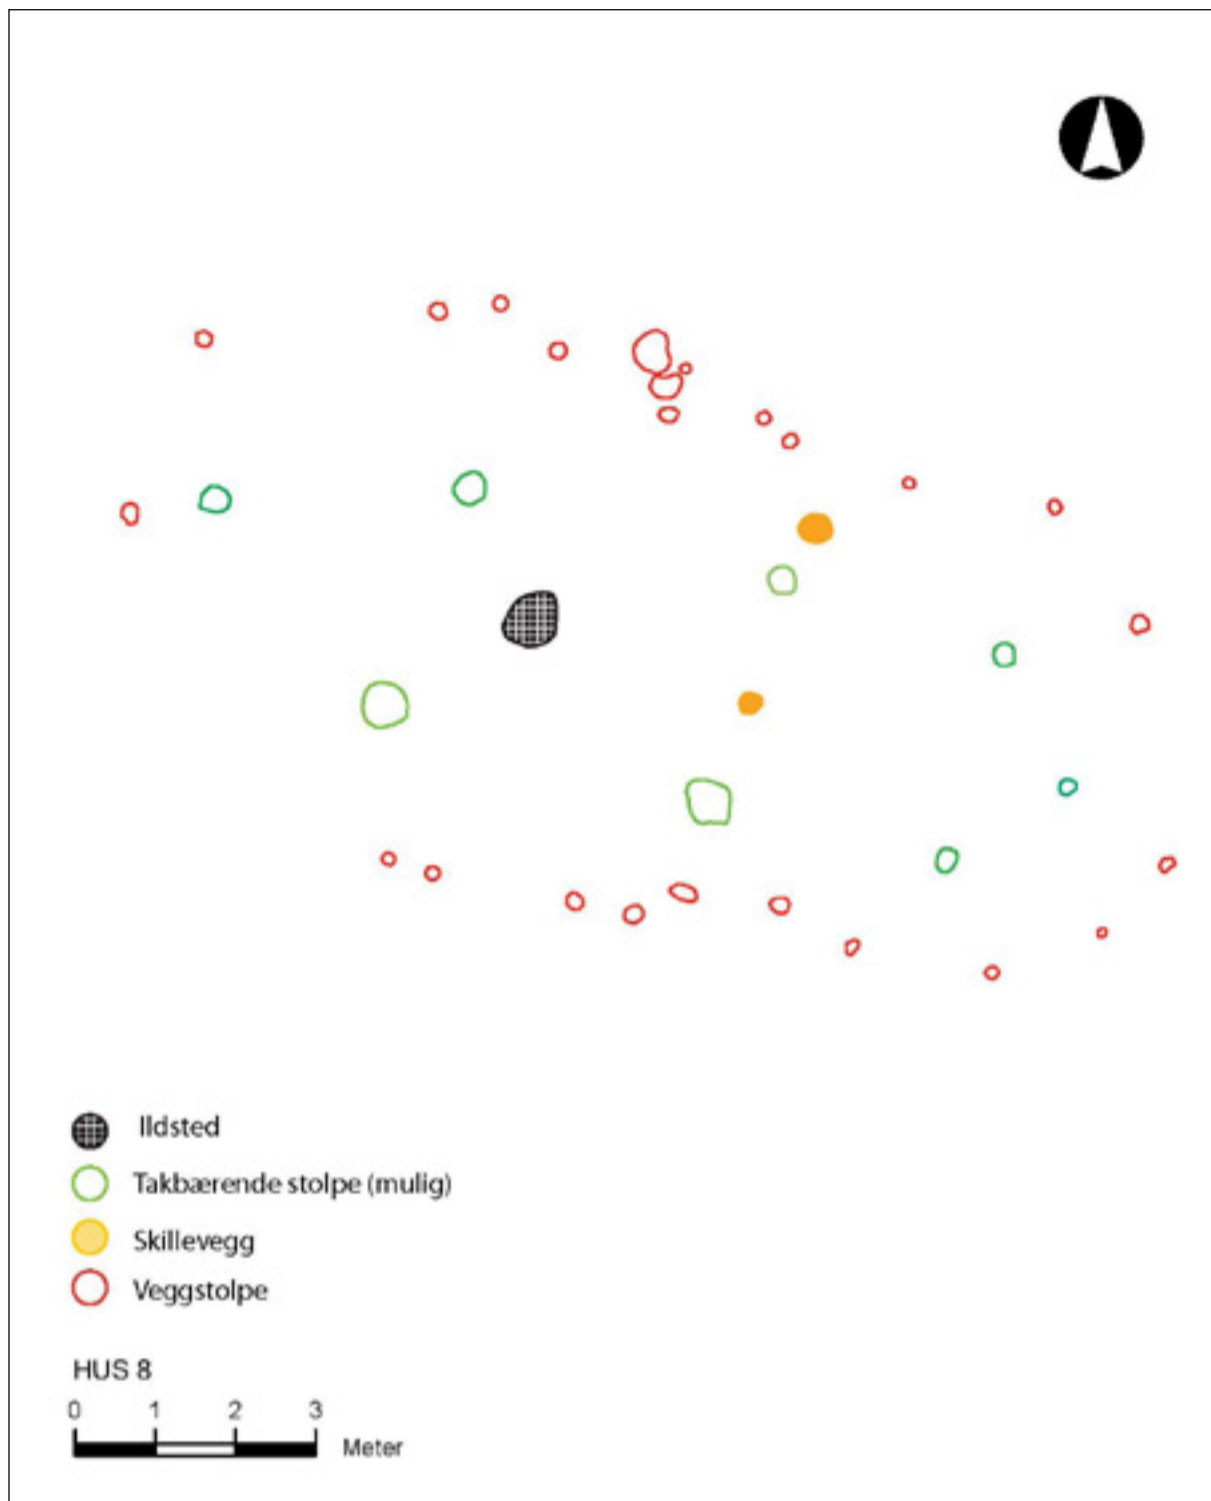 Ildsted
Takbærende stolpe (mulig)
Skillevegg
Veggstolpe
HUS 8
0 1 2 3
Meter